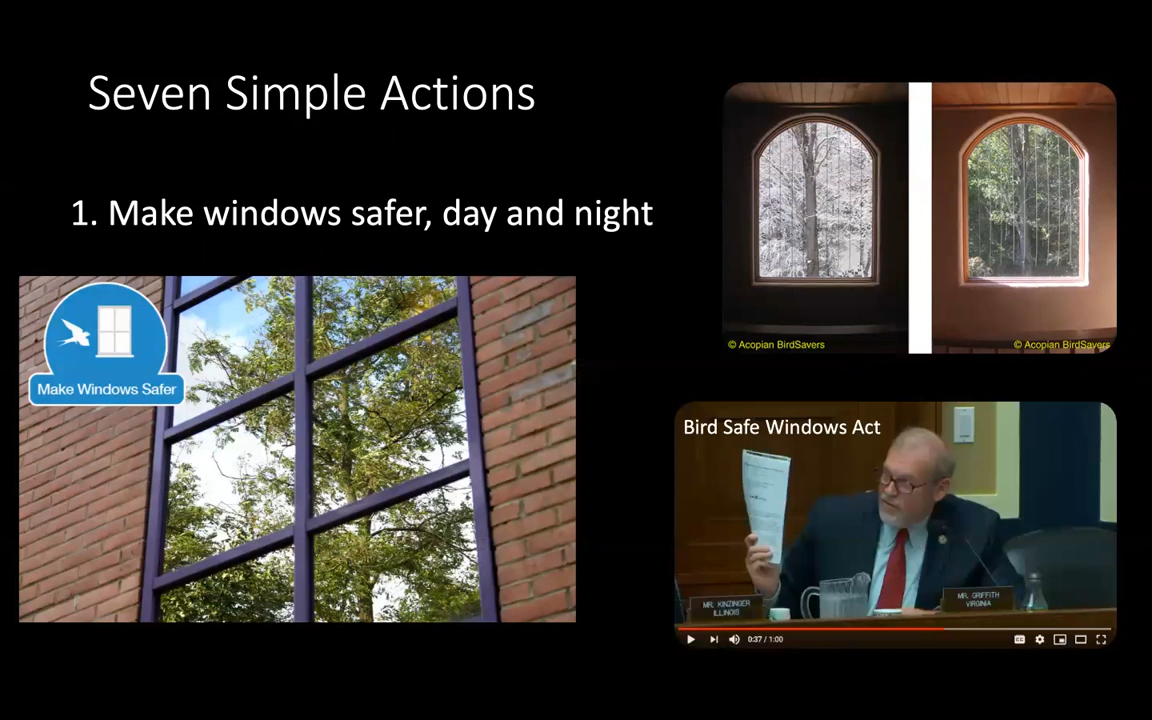 Seven Simple Actions
1. Make windows safer, day and night
Make Windows Safer
© Acopian BirdSavers
© Acopian BirdSavers
Bird Safe Windows Act
MR. KINZINGER
ILLINOIS
MR. GRIFFITH
VIRGINIA
0:37 / 1:00